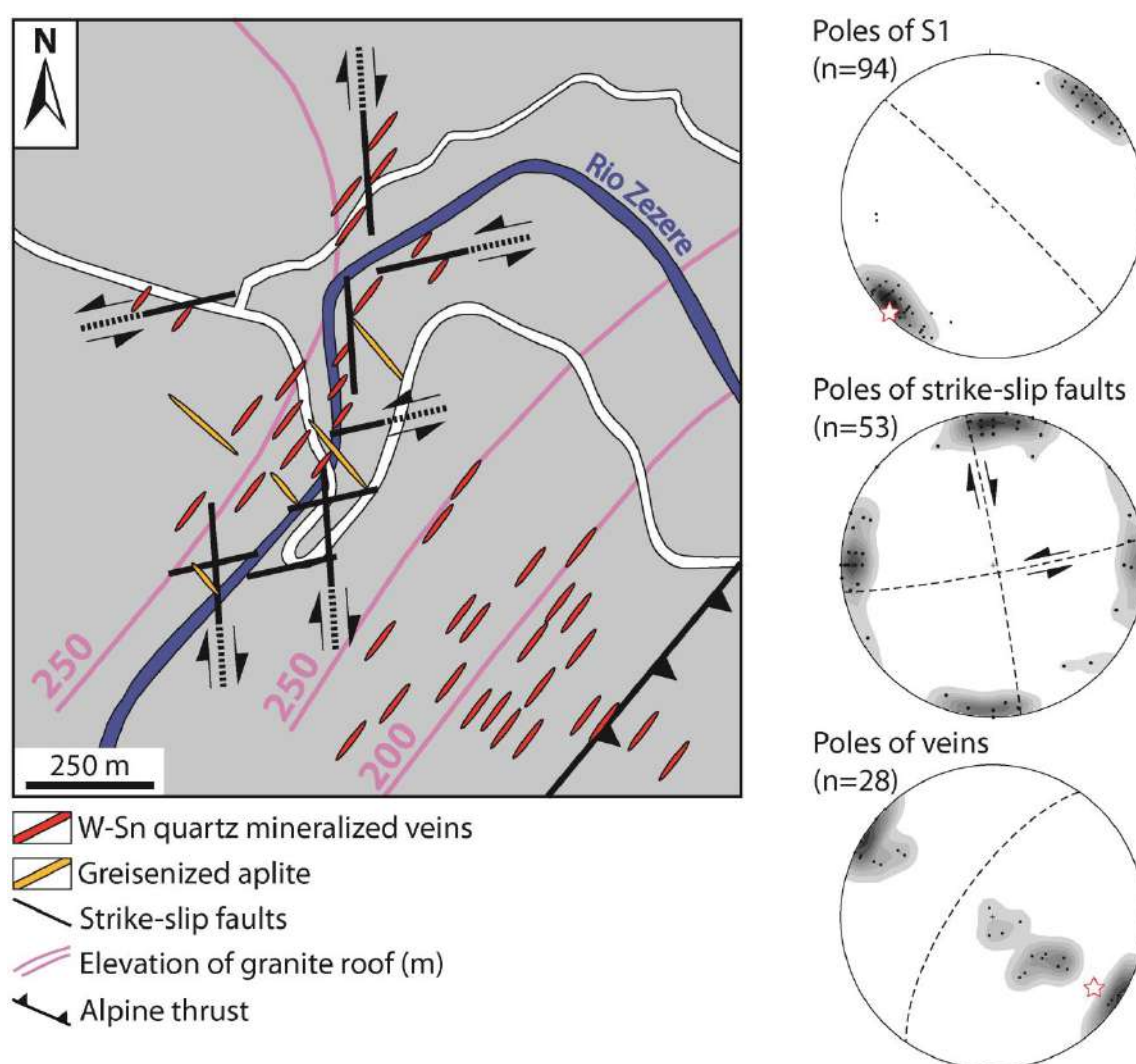 N
Rio Zezere
250
250
200
250 m
W-Sn quartz mineralized veins
Greisenized aplite
Strike-slip faults
Elevation of granite roof (m)
Alpine thrust
Poles of S1
(n=94)
Poles of strike-slip faults
(n=53)
Poles of veins
(n=28)